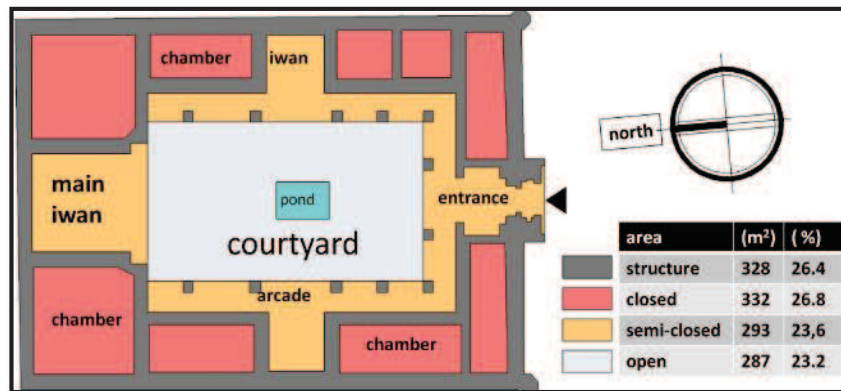 chamber
iwan
main
iwan
pond
entrance
courtyard
arcade
chamber
chamber
north
area (m²) (%)
structure 328 26.4
closed 332 26.8
semi-closed 293 23,6
open 287 23.2